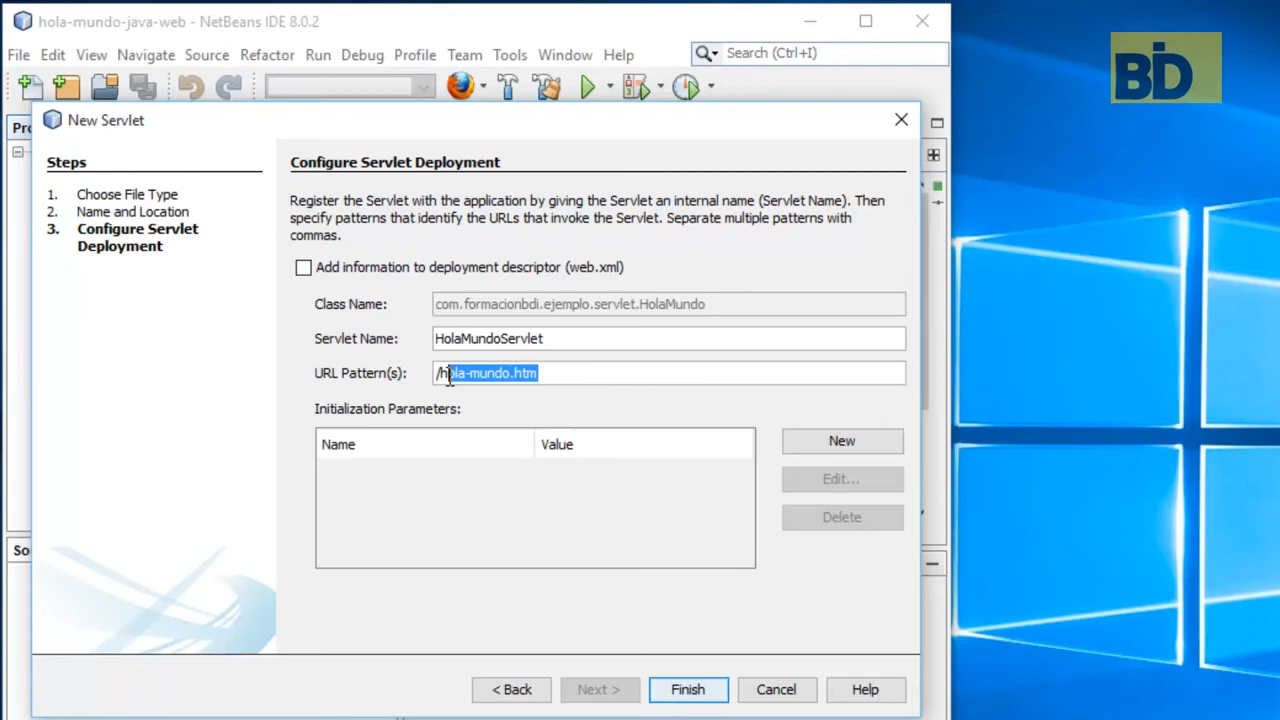 hola-mundo-java-web - NetBeans IDE 8.0.2
File Edit View Navigate Source Refactor Run Debug Profile Team Tools Window Help
Search (Ctrl+I)
BDI
New Servlet
Steps
1. Choose File Type
2. Name and Location
3. Configure Servlet
Deployment
Configure Servlet Deployment
Register the Servlet with the application by giving the Servlet an internal name (Servlet Name). Then
specify patterns that identify the URLs that invoke the Servlet. Separate multiple patterns with
commas.
Add information to deployment descriptor (web.xml)
Class Name: com.formacionbdi.ejemplo.servlet.HolaMundo
Servlet Name: HolaMundoServlet
URL Pattern(s): /hola-mundo.htm
Initialization Parameters:
Name Value
New
Edit...
Delete
< Back Next > Finish Cancel Help